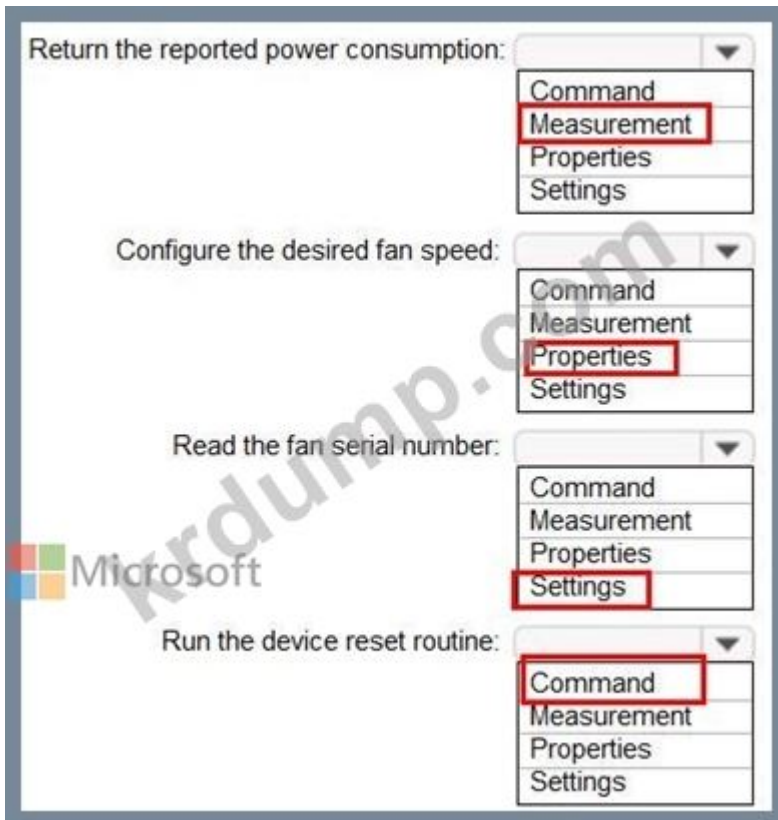 Return the reported power consumption:
Command
Measurement
Properties
Settings
Configure the desired fan speed:
Command
Measurement
Properties
Settings
Read the fan serial number:
Command
Measurement
Properties
Settings
Run the device reset routine:
Command
Measurement
Properties
Settings
Microsoft
krdump.com